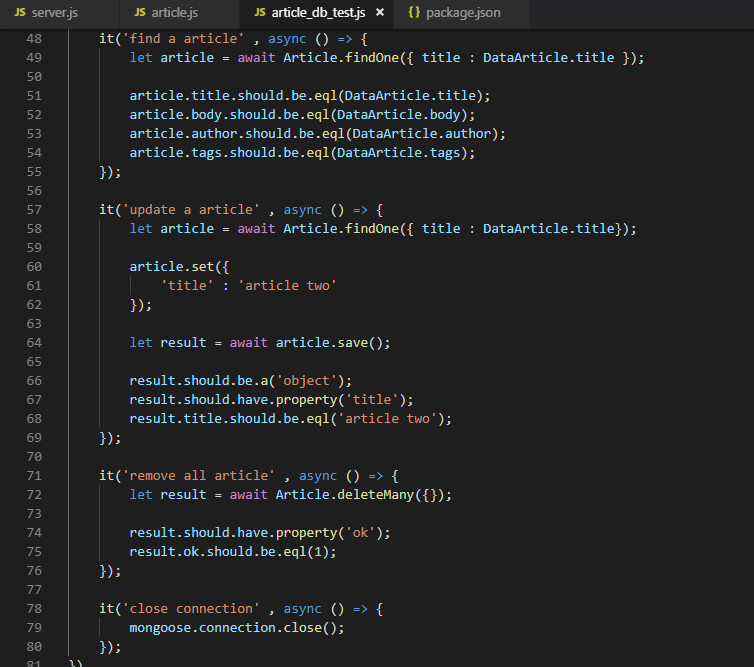 JS server.js JS article.js JS article_db_test.js × {} package.json
48 it('find a article' , async () => {
49 let article = await Article.findOne({ title : DataArticle.title });
50
51 article.title.should.be.eql(DataArticle.title);
52 article.body.should.be.eql(DataArticle.body);
53 article.author.should.be.eql(DataArticle.author);
54 article.tags.should.be.eql(DataArticle.tags);
55 });
56
57 it('update a article' , async () => {
58 let article = await Article.findOne({ title : DataArticle.title});
59
60 article.set({
61 'title' : 'article two'
62 });
63
64 let result = await article.save();
65
66 result.should.be.a('object');
67 result.should.have.property('title');
68 result.title.should.be.eql('article two');
69 });
70
71 it('remove all article' , async () => {
72 let result = await Article.deleteMany({});
73
74 result.should.have.property('ok');
75 result.ok.should.be.eql(1);
76 });
77
78 it('close connection' , async () => {
79 mongoose.connection.close();
80 });
81 })